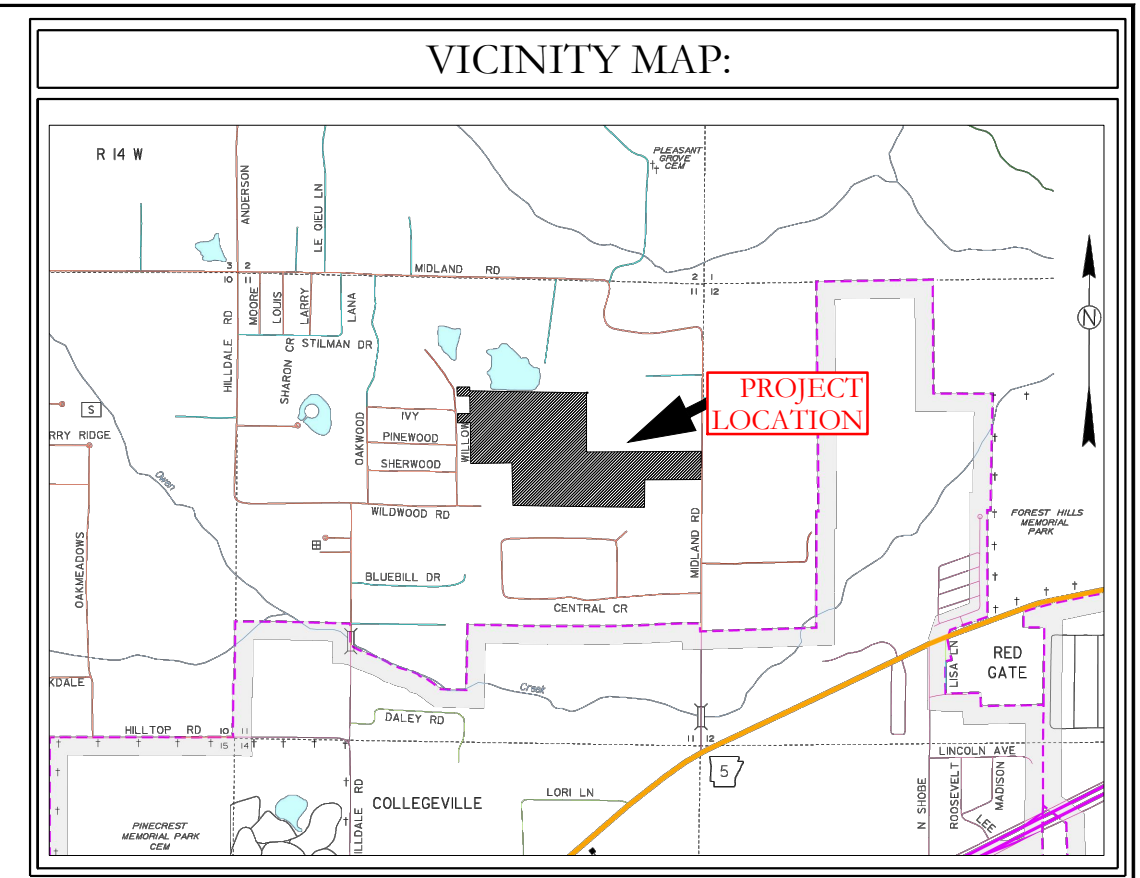 VICINITY MAP:
R 14 W
PLEASANT
GROVE
CEM
ANDERSON
LE QIEU LN
3 2
10 11
MIDLAND RD
2 1
11 12
HILLDALE RD
MOORE
LOUIS
LARRY
LANA
STILMAN DR
SHARON CR
N
PROJECT
LOCATION
S
RRY RIDGE
OAKWOOD
IVY
PINEWOOD
SHERWOOD
WILLOW
WILDWOOD RD
Owen
OAKMEADOWS
MIDLAND RD
FOREST HILLS
MEMORIAL
PARK
BLUEBILL DR
CENTRAL CR
LISA LN
RED
GATE
KDALE
Creek
DALEY RD
HILLTOP RD
10 11
15 14
11 12
5
LINCOLN AVE
N SHOBE
ROOSEVELT
MADISON
LEE
LORI LN
COLLEGEVILLE
ILLDALE RD
PINECREST
MEMORIAL PARK
CEM